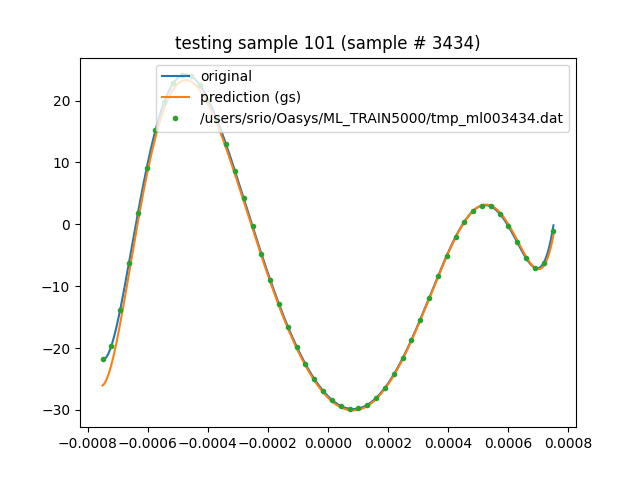 testing sample 101 (sample # 3434)
original
prediction (gs)
/users/srio/Oasys/ML_TRAIN5000/tmp_ml003434.dat
20
10
0
−10
−20
−30
−0.0008 −0.0006 −0.0004 −0.0002 0.0000 0.0002 0.0004 0.0006 0.0008